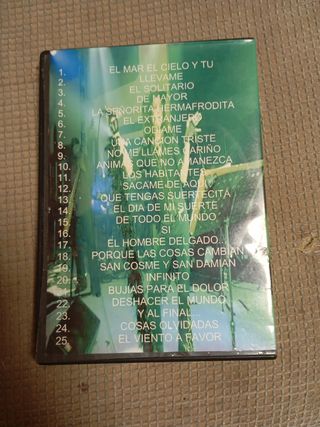 1. EL MAR EL CIELO Y TU
2. LLEVAME
3. EL SOLITARIO
4. DE MAYOR
5. LA SEÑORITA HERMAFRODITA
6. EL EXTRANJERO
7. ODIAME
8. UNA CANCION TRISTE
9. NO ME LLAMES CARIÑO
10. ANIMAS QUE NO AMANEZCA
11. LOS HABITANTES
12. SACAME DE AQUI
13. QUE TENGAS SUERTECITA
14. EL DIA DE MI SUERTE
15. DE TODO EL MUNDO
16. SI
17. EL HOMBRE DELGADO..
18. PORQUE LAS COSAS CAMBIAN
19. SAN COSME Y SAN DAMIAN
20. INFINITO
21. BUJIAS PARA EL DOLOR
22. DESHACER EL MUNDO
23. Y AL FINAL...
24. COSAS OLVIDADAS
25. EL VIENTO A FAVOR